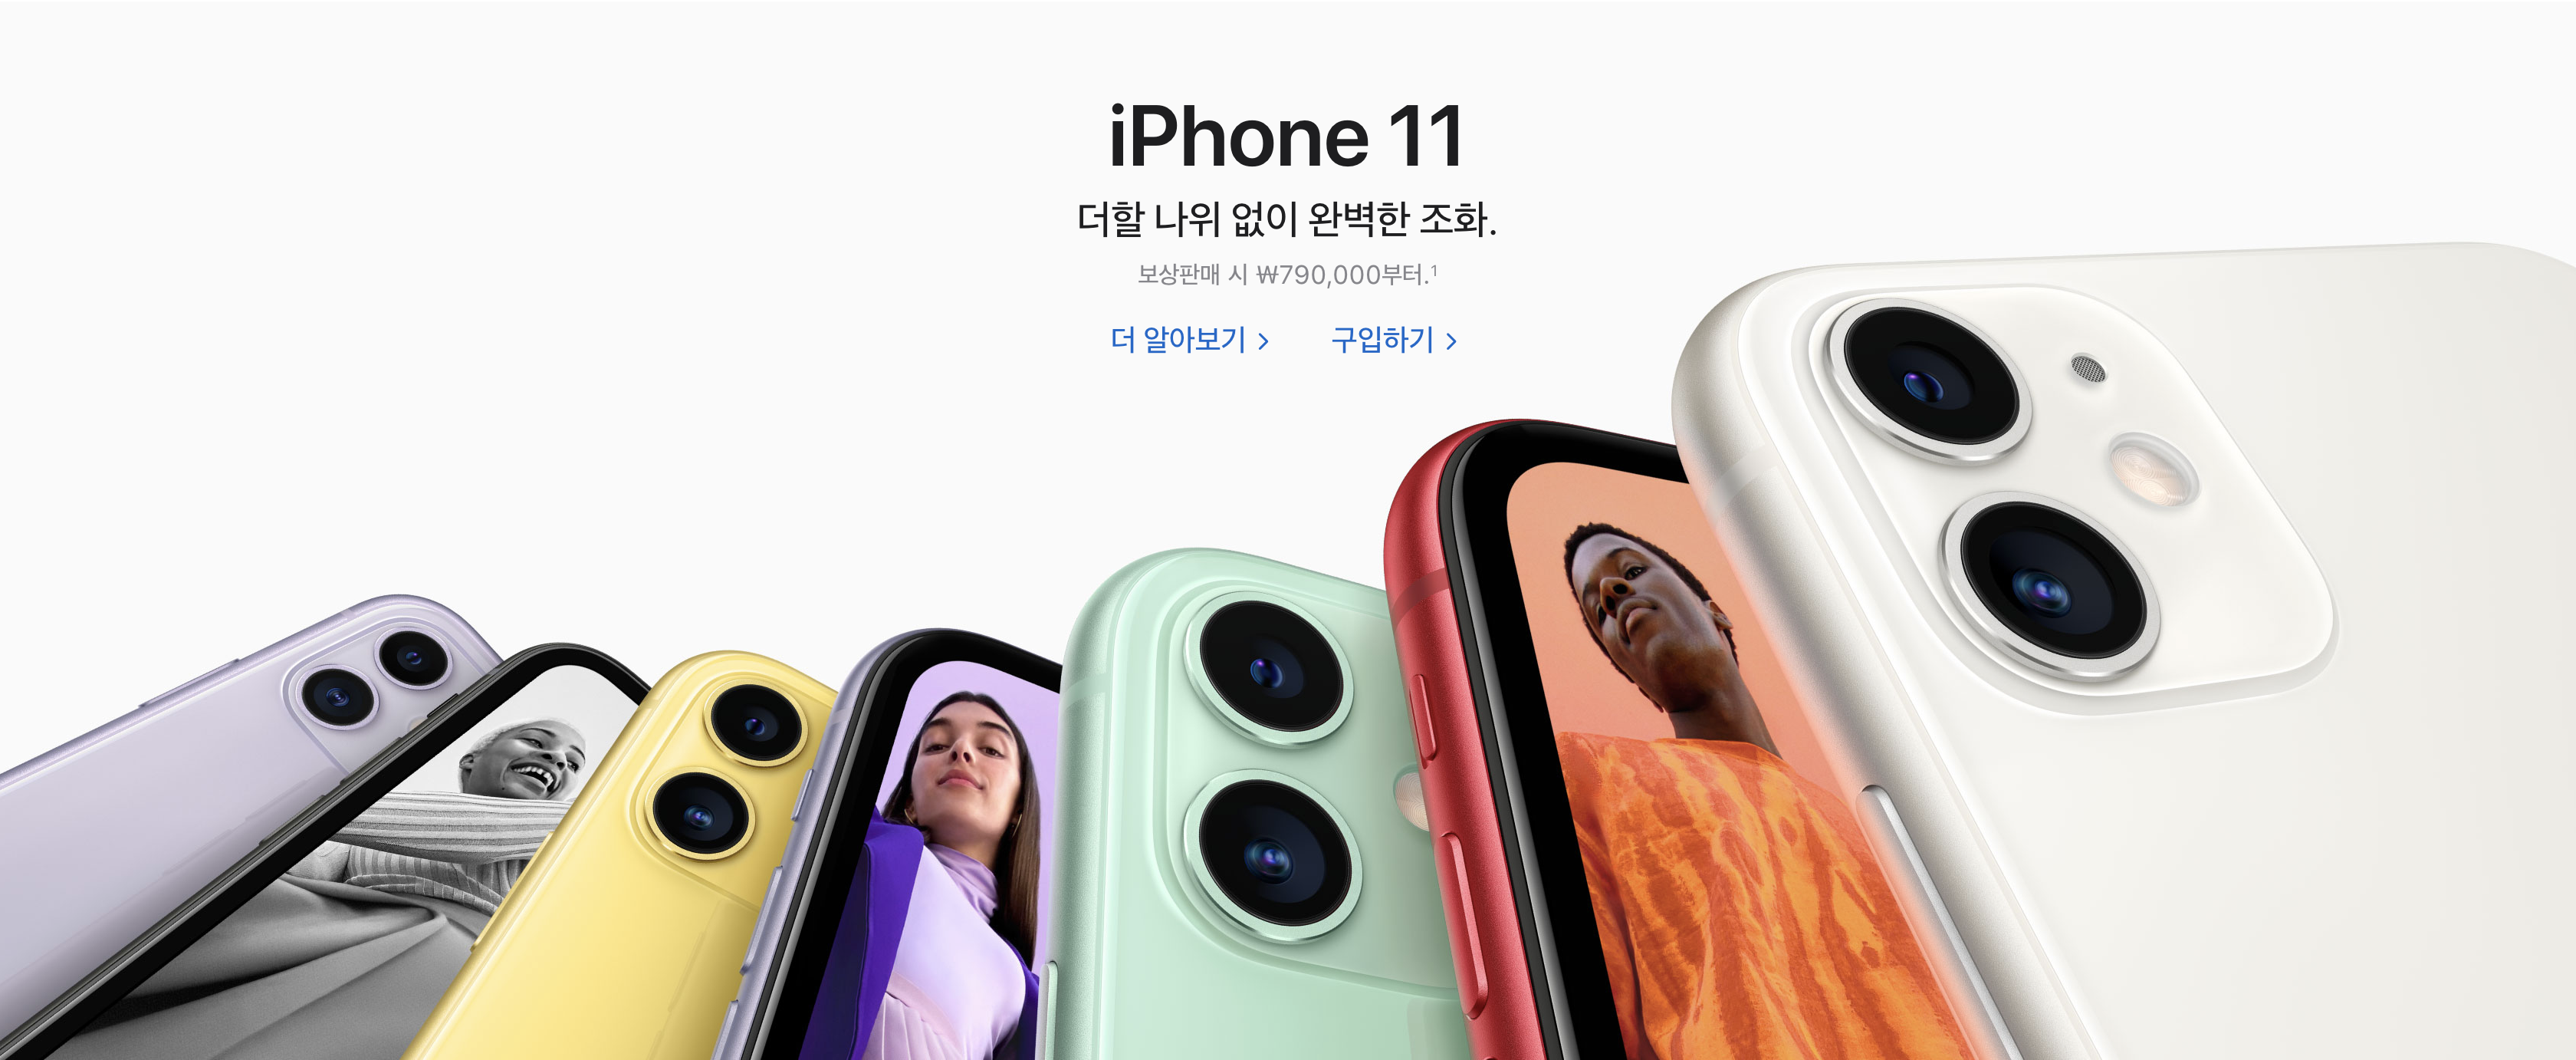 iPhone 11
더할 나위 없이 완벽한 조화.
보상판매 시 ₩790,000부터.¹
더 알아보기 > 구입하기 >